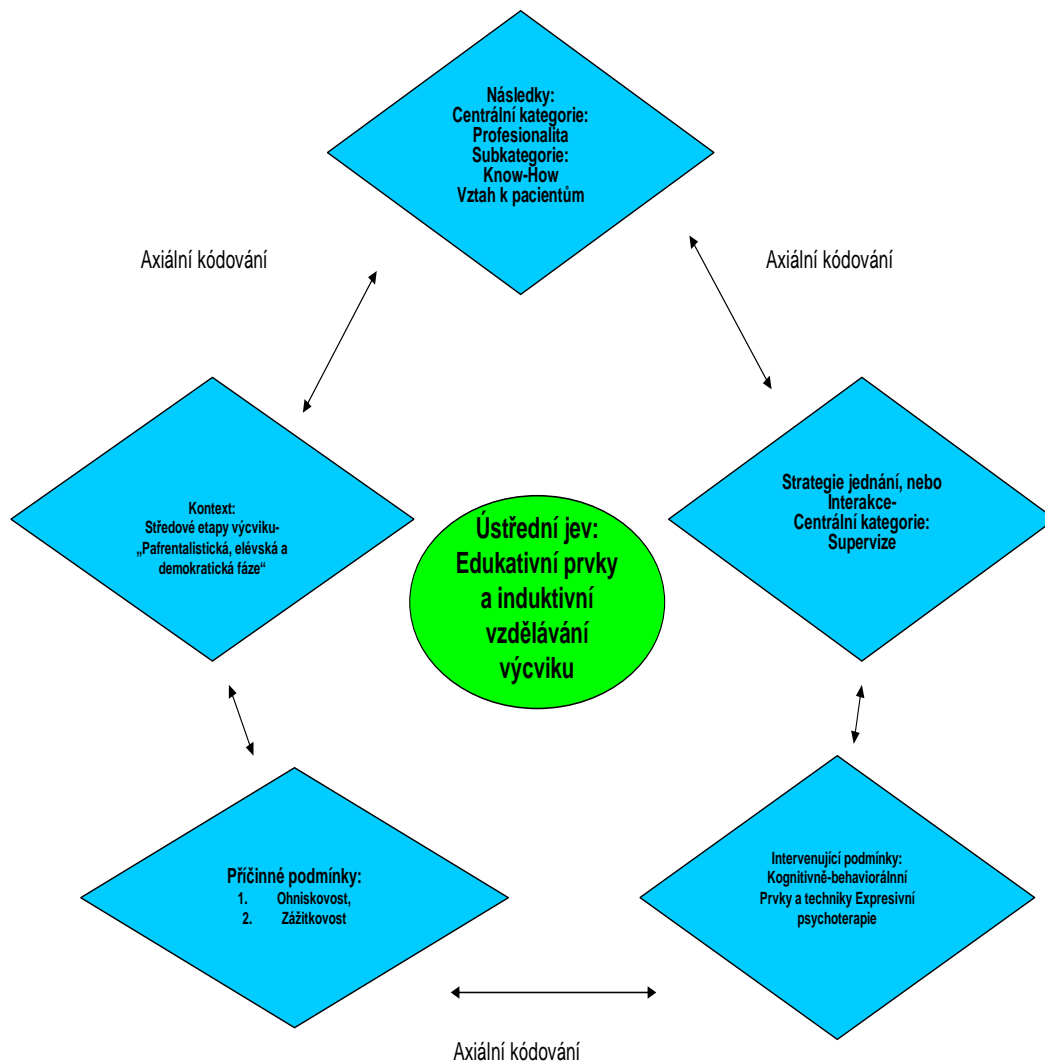 Následky:
Centrální kategorie:
Profesionalita
Subkategorie:
Know-How
Vztah k pacientům
Axiální kódování
Axiální kódování
Kontext:
Středové etapy výcviku-
„Pafrentalistická, elévská a
demokratická fáze“
Ústřední jev:
Edukativní prvky
a induktivní
vzdělávání
výcviku
Strategie jednání, nebo
Interakce-
Centrální kategorie:
Supervize
Příčinné podmínky:
1. Ohniskovost,
2. Zážitkovost
Intervenující podmínky:
Kognitivně-behaviorálnní
Prvky a techniky Expresivní
psychoterapie
Axiální kódování